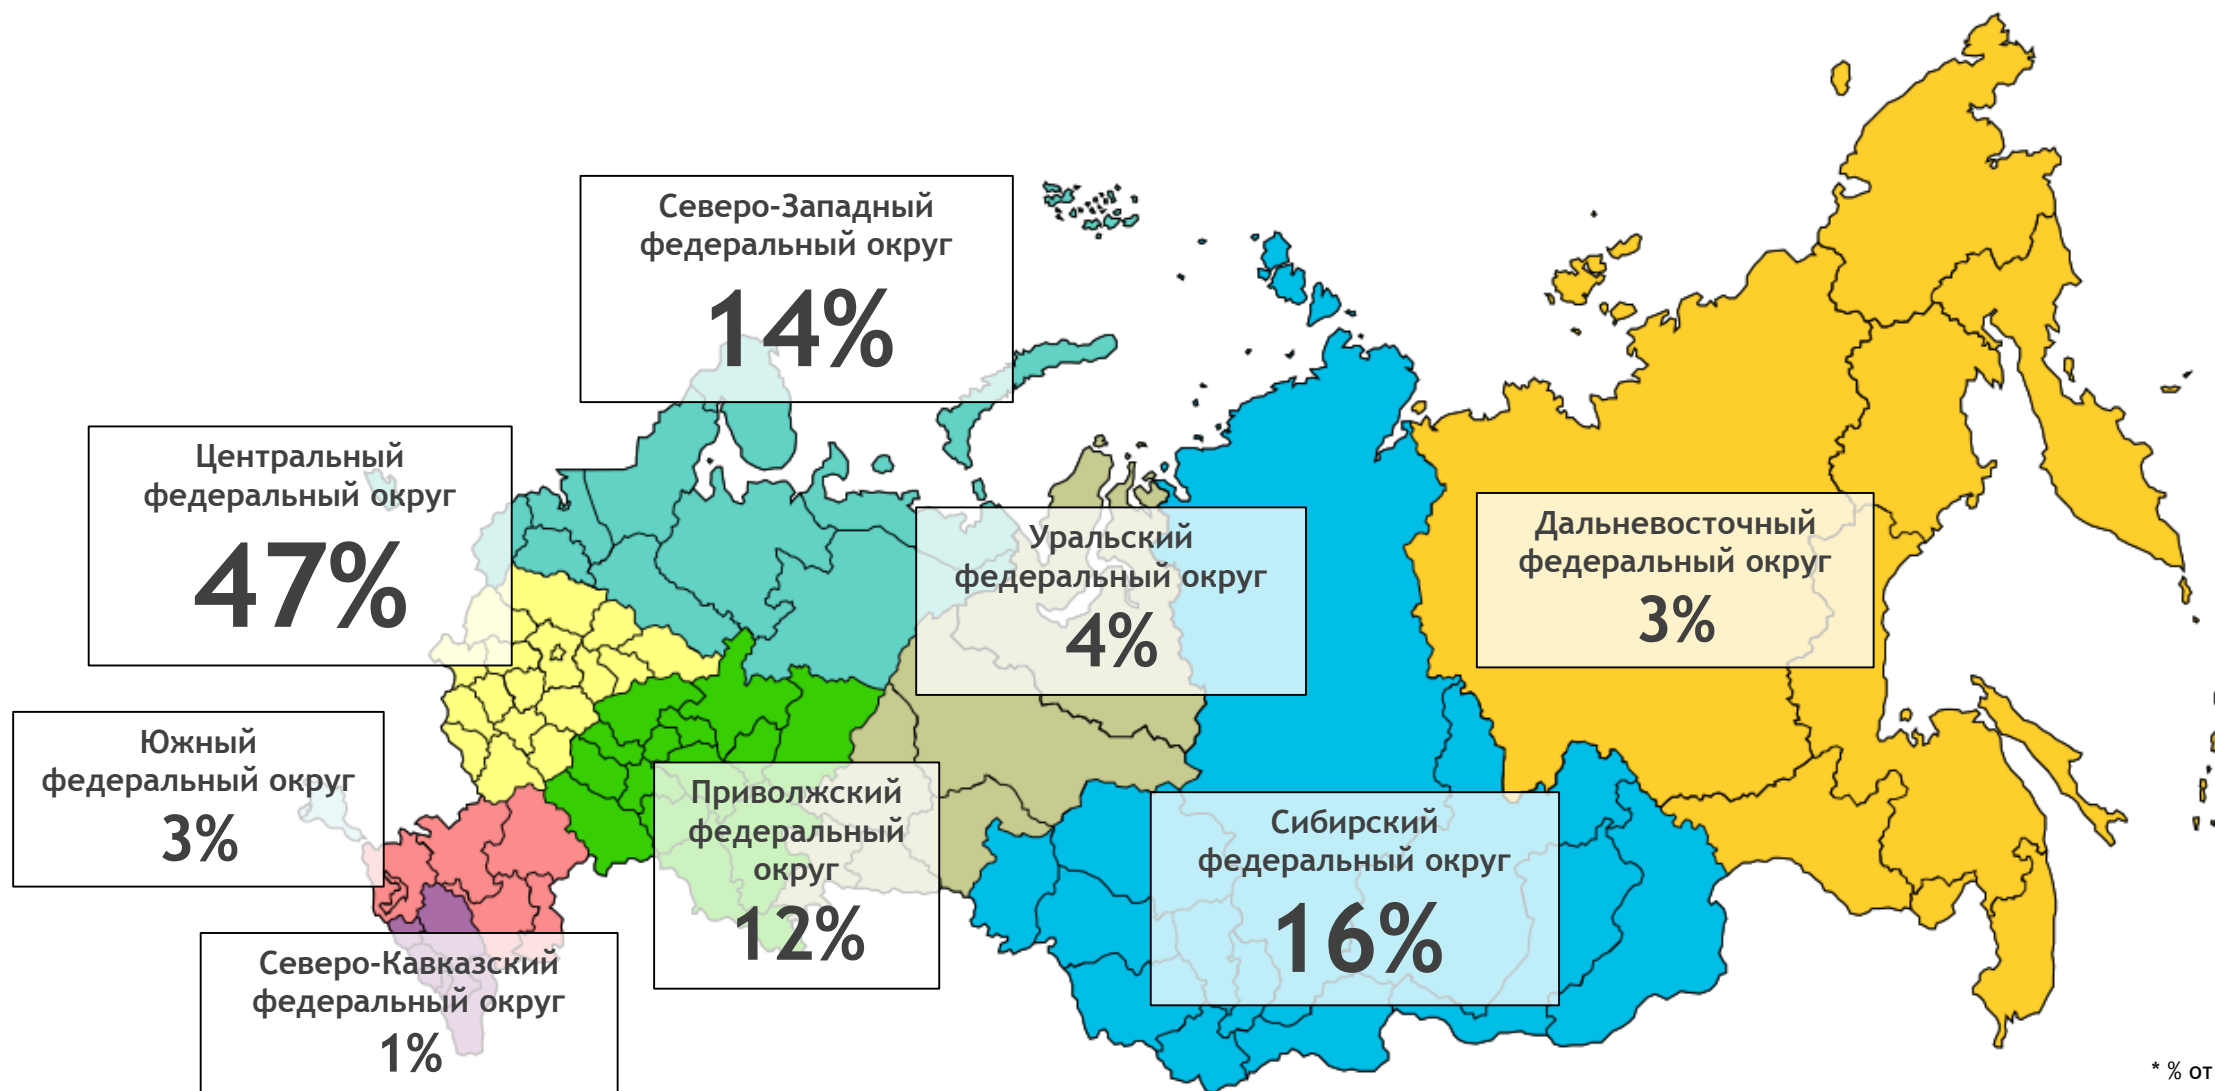 Северо-Западный
федеральный округ
14%
Центральный
федеральный округ
47%
Уральский
федеральный округ
4%
Дальневосточный
федеральный округ
3%
Южный
федеральный округ
3%
Приволжский
федеральный
округ
12%
Сибирский
федеральный округ
16%
Северо-Кавказский
федеральный округ
1%
* % от